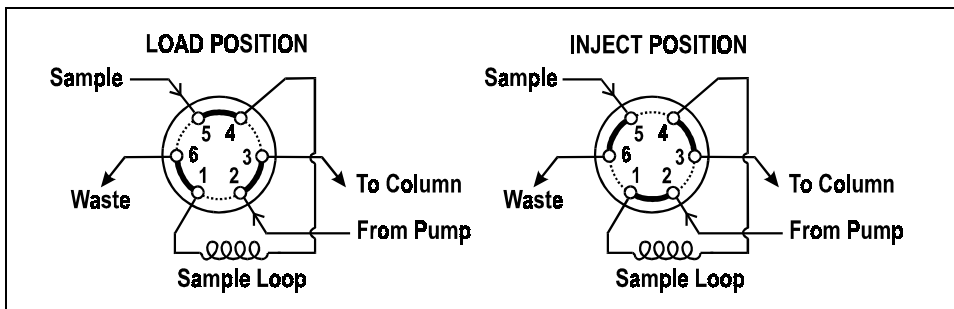 LOAD POSITION
Sample
5 4
6 3
1 2
Waste
To Column
From Pump
Sample Loop
INJECT POSITION
Sample
5 4
6 3
1 2
Waste
To Column
From Pump
Sample Loop